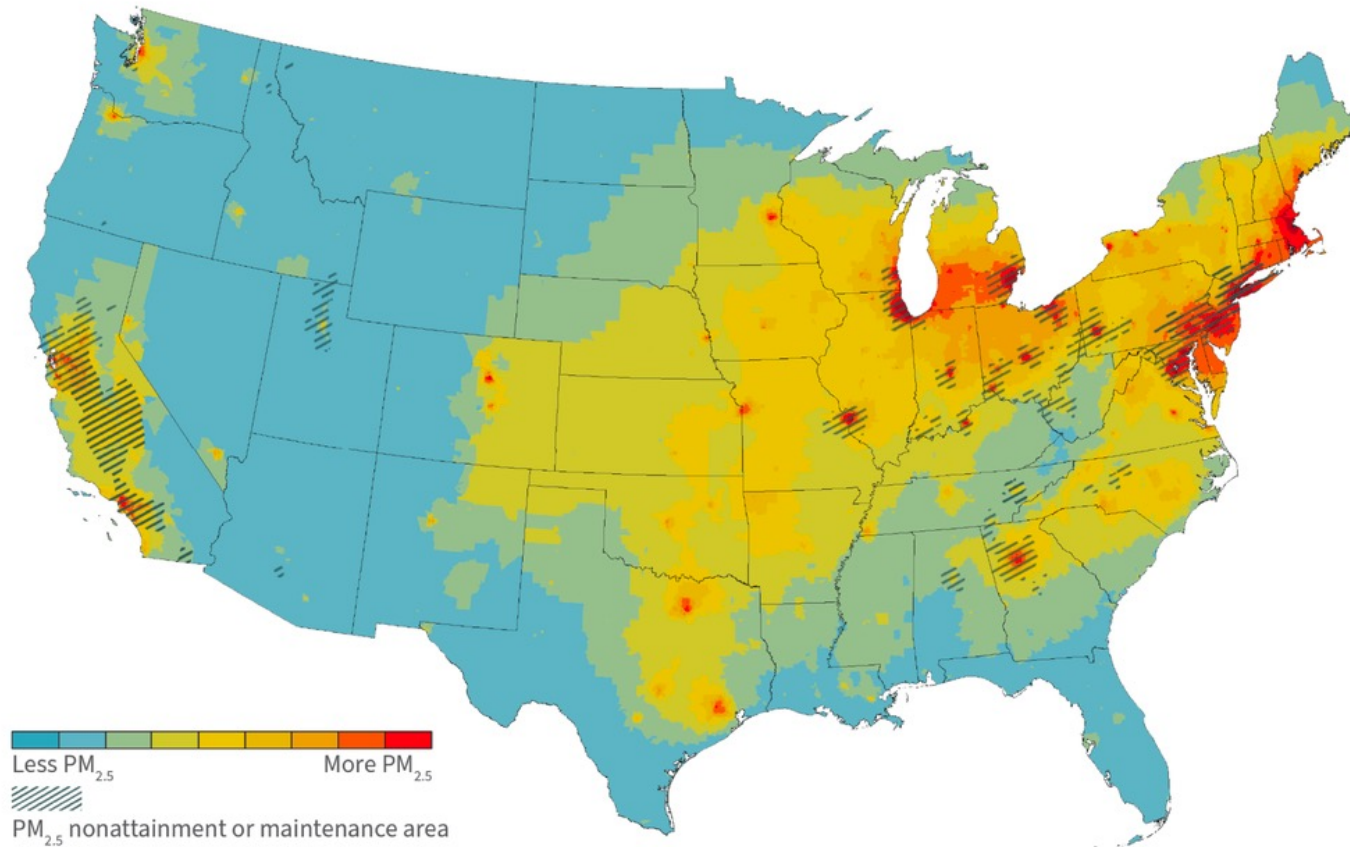 Less PM₂.₅ More PM₂.₅
PM₂.₅ nonattainment or maintenance area